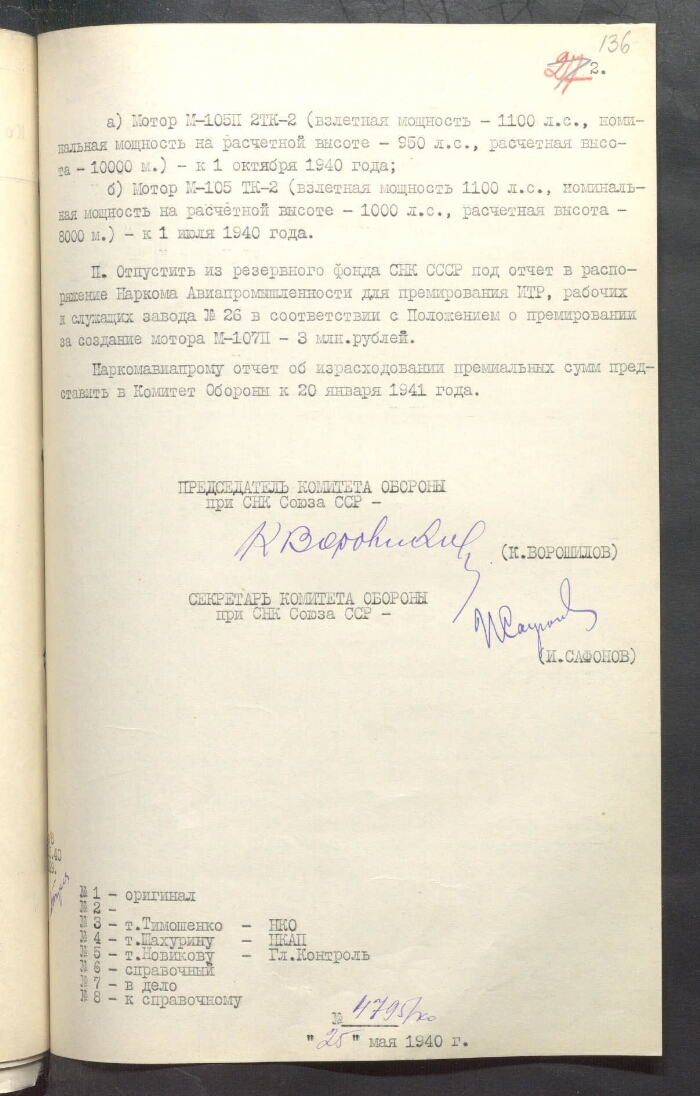 136
27 2.
а) Мотор М-105П 2ТК-2 (взлетная мощность - 1100 л.с., номи-
нальная мощность на расчетной высоте - 950 л.с., расчетная высо-
та - 10000 м.) - к 1 октября 1940 года;
б) Мотор М-105 ТК-2 (взлетная мощность 1100 л.с., номиналь-
ная мощность на расчетной высоте - 1000 л.с., расчетная высота -
8000 м.) - к 1 июля 1940 года.
П. Отпустить из резервного фонда СНК СССР под отчет в распо-
ряжение Наркома Авиапромышленности для премирования ИТР, рабочих
и служащих завода № 26 в соответствии с Положением о премировании
за создание мотора М-107П - 3 млн.рублей.
Наркомавиапрому отчет об израсходовании премиальных сумм пред-
ставить в Комитет Обороны к 20 января 1941 года.
ПРЕДСЕДАТЕЛЬ КОМИТЕТА ОБОРОНЫ
при СНК Союза ССР -
К Ворошилов
(К.ВОРОШИЛОВ)
СЕКРЕТАРЬ КОМИТЕТА ОБОРОНЫ
при СНК Союза ССР -
И Сафонов
(И.САФОНОВ)
№ 1 - оригинал
№ 2 -
№ 3 - т.Тимошенко - НКО
№ 4 - т.Шахурину - НКАП
№ 5 - т.Новикову - Гл.Контроль
№ 6 - справочный
№ 7 - в дело
№ 8 - к справочному
№ 4795/ко
"25" мая 1940 г.